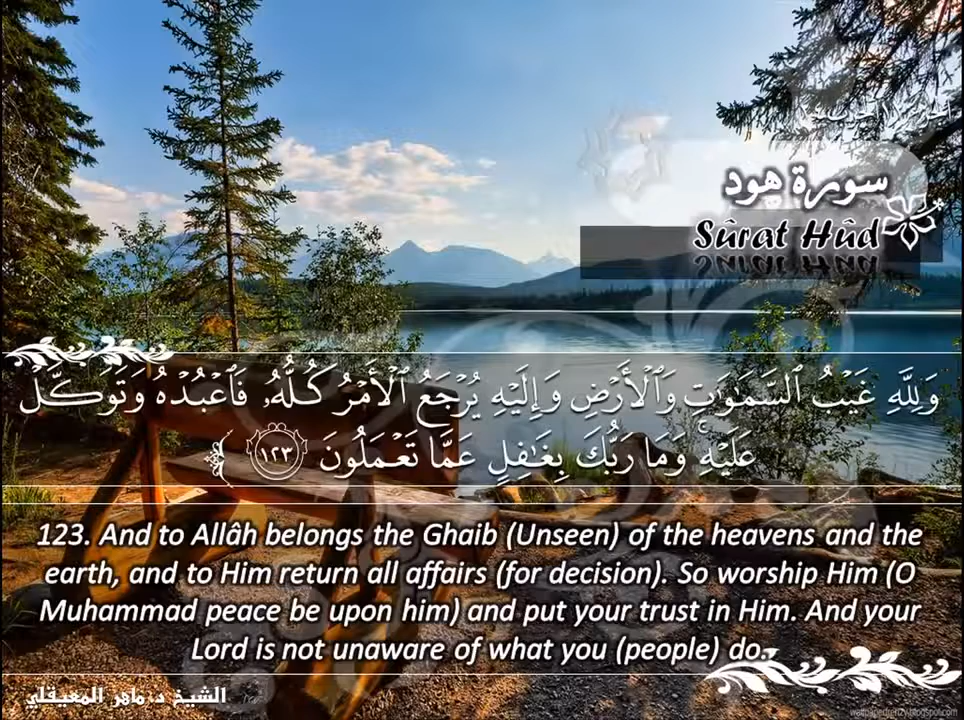 سورة هود
Sûrat Hûd
وَلِلَّهِ غَيْبُ ٱلسَّمَٰوَٰتِ وَٱلْأَرْضِ وَإِلَيْهِ يُرْجَعُ ٱلْأَمْرُ كُلُّهُۥ فَٱعْبُدْهُ وَتَوَكَّلْ
عَلَيْهِ ۚ وَمَا رَبُّكَ بِغَٰفِلٍ عَمَّا تَعْمَلُونَ ١٢٣
123. And to Allâh belongs the Ghaib (Unseen) of the heavens and the
earth, and to Him return all affairs (for decision). So worship Him (O
Muhammad peace be upon him) and put your trust in Him. And your
Lord is not unaware of what you (people) do.
الشيخ د. ماهر المعيقلي